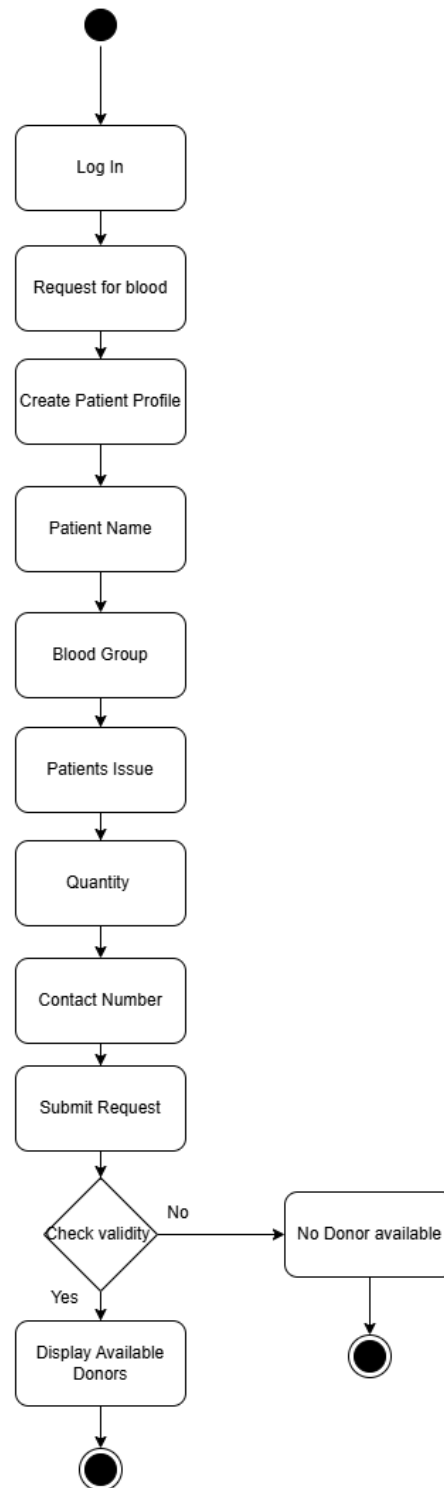 Log In
Request for blood
Create Patient Profile
Patient Name
Blood Group
Patients Issue
Quantity
Contact Number
Submit Request
Check validity
No
No Donor available
Yes
Display Available
Donors